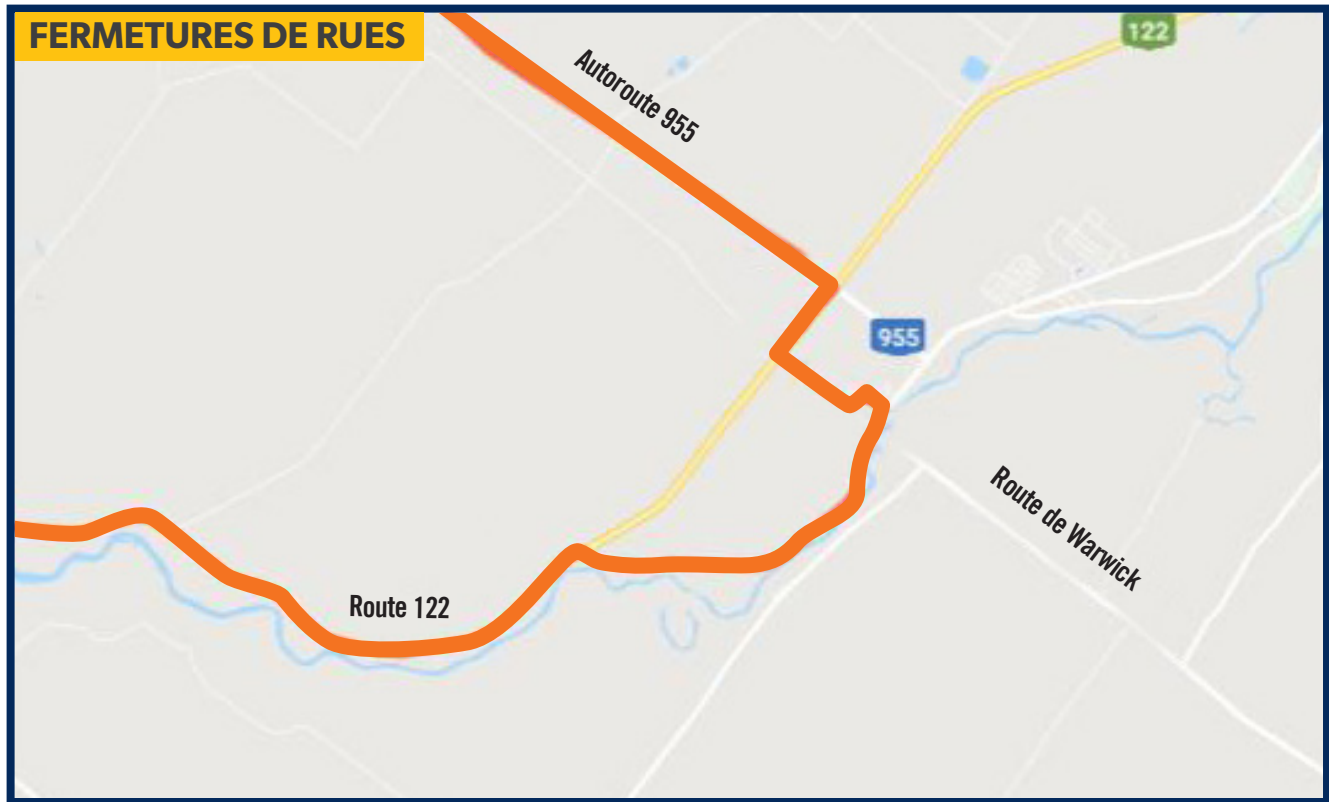 FERMETURES DE RUES
122
Autoroute 955
955
Route de Warwick
Route 122